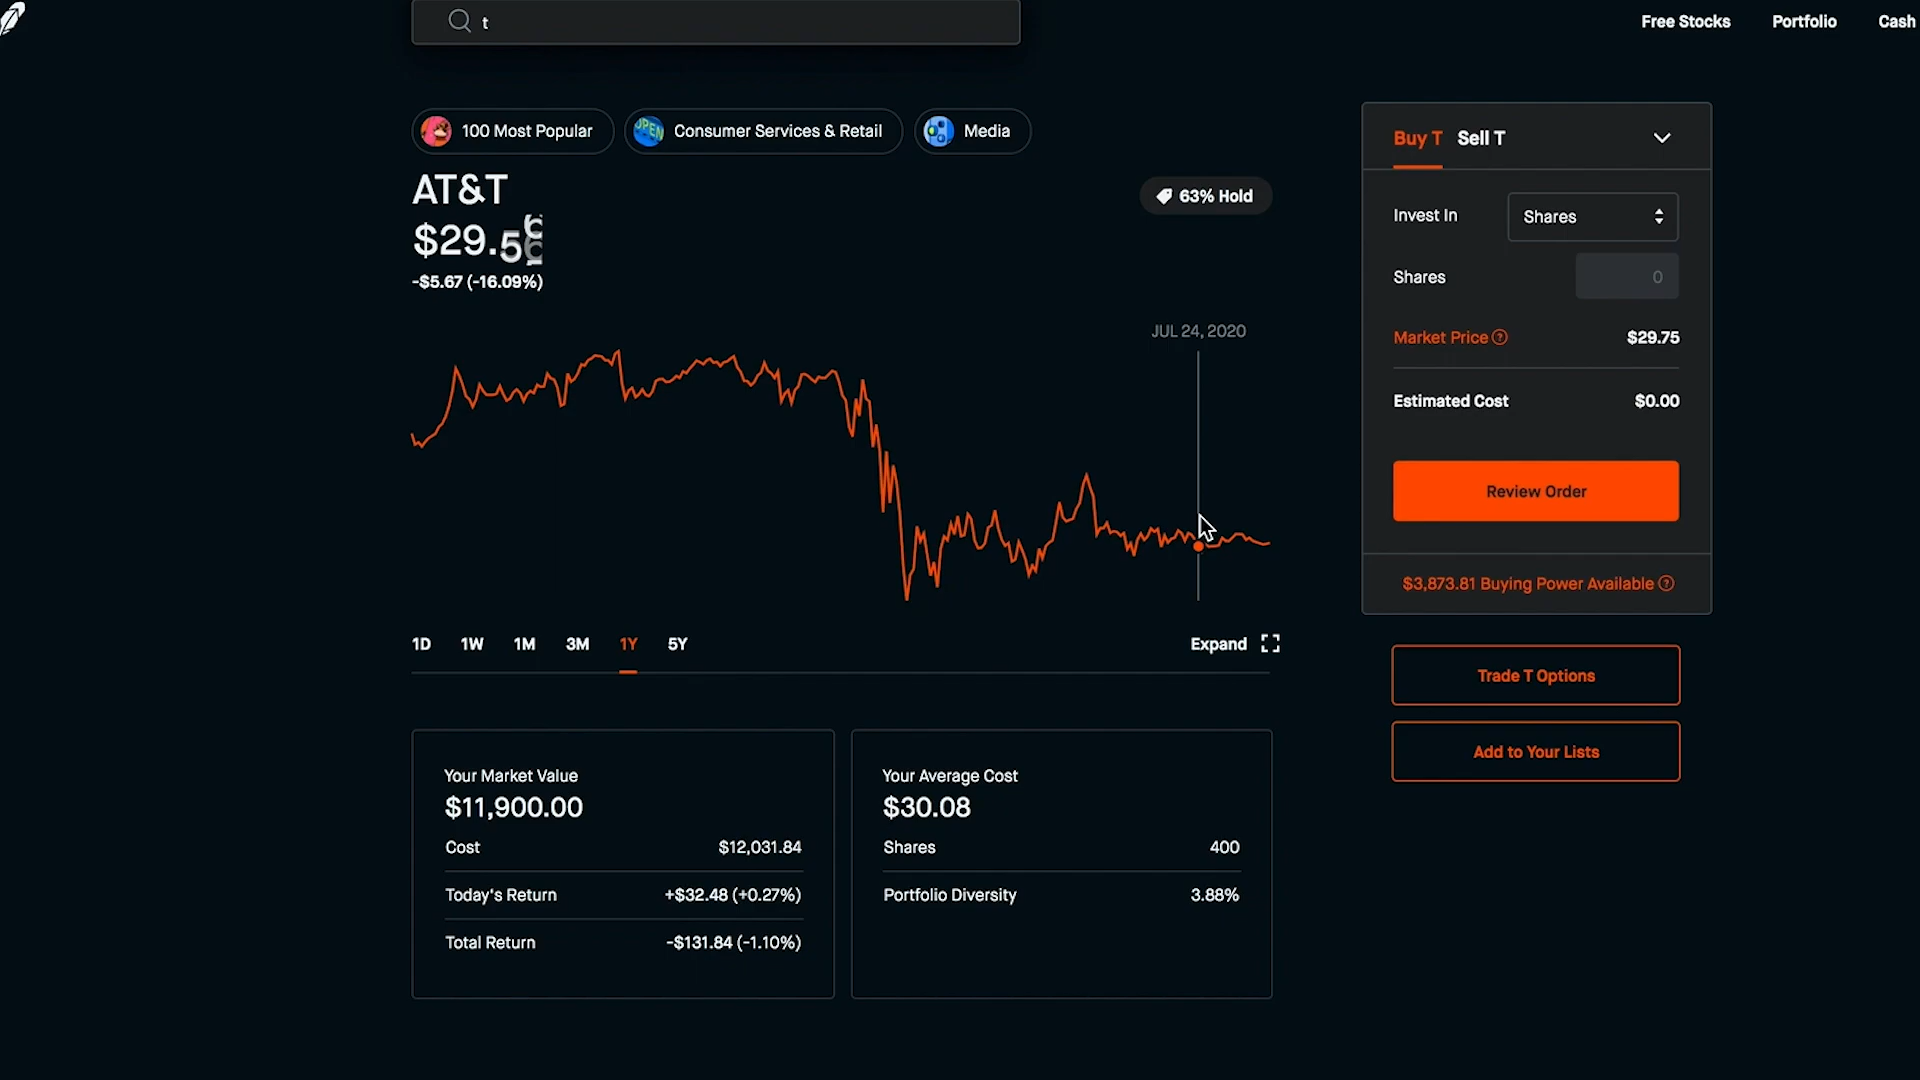 t
Free Stocks
Portfolio
Cash
100 Most Popular
Consumer Services & Retail
Media
AT&T
63% Hold
$29.5
-$5.67 (-16.09%)
JUL 24, 2020
1D
1W
1M
3M
1Y
5Y
Expand
Buy T
Sell T
Invest In
Shares
Shares
0
Market Price
$29.75
Estimated Cost
$0.00
Review Order
$3,873.81 Buying Power Available
Trade T Options
Add to Your Lists
Your Market Value
$11,900.00
Cost
$12,031.84
Today's Return
+$32.48 (+0.27%)
Total Return
-$131.84 (-1.10%)
Your Average Cost
$30.08
Shares
400
Portfolio Diversity
3.88%